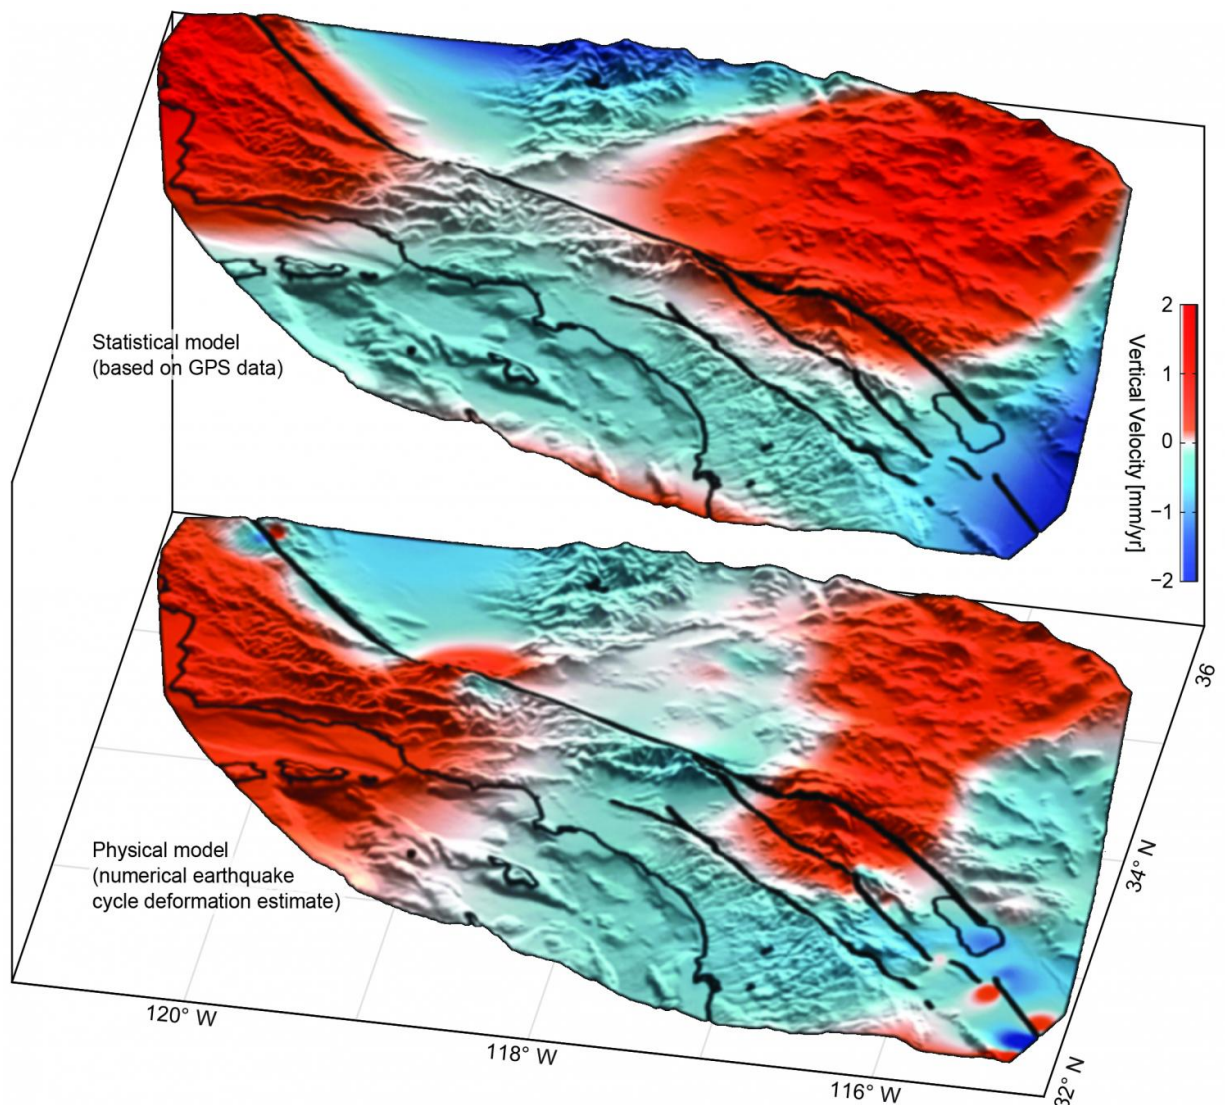 Statistical model
(based on GPS data)
2
1
0
−1
−2
Vertical Velocity [mm/yr]
Physical model
(numerical earthquake
cycle deformation estimate)
36
34° N
32° N
120° W
118° W
116° W